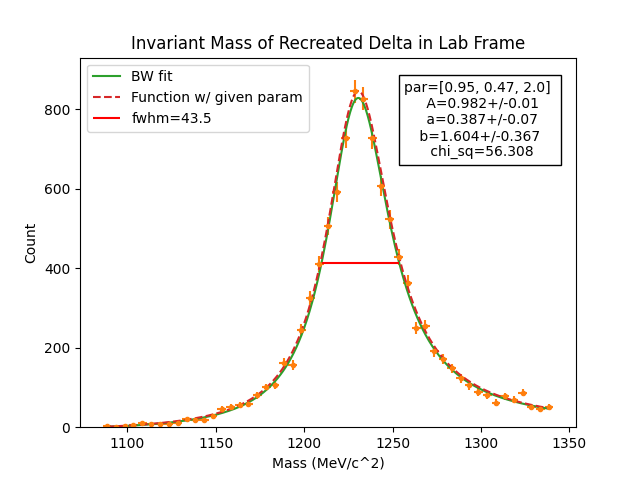 Invariant Mass of Recreated Delta in Lab Frame
BW fit
Function w/ given param
fwhm=43.5
par=[0.95, 0.47, 2.0]
A=0.982+/-0.01
a=0.387+/-0.07
b=1.604+/-0.367
chi_sq=56.308
Count
800
600
400
200
0
1100 1150 1200 1250 1300 1350
Mass (MeV/c^2)